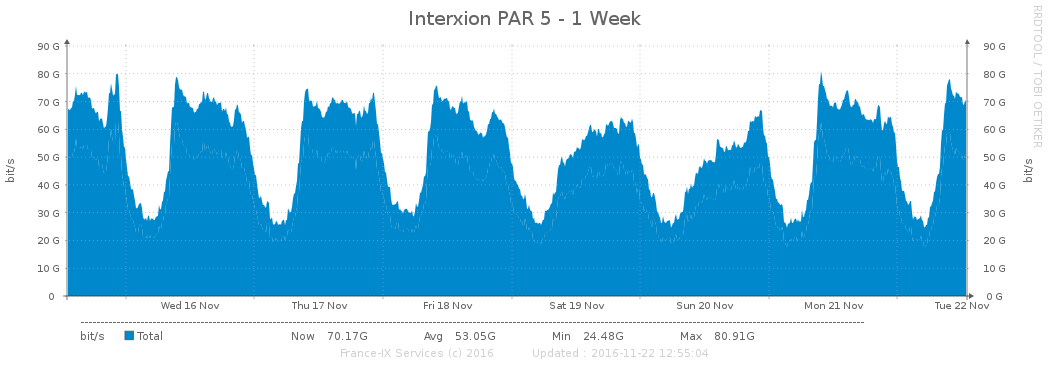 Interxion PAR 5 - 1 Week
RRDTOOL / TOBI OETIKER
90 G 90 G
80 G 80 G
70 G 70 G
60 G 60 G
50 G 50 G
40 G 40 G
30 G 30 G
20 G 20 G
10 G 10 G
0 0 G
bit/s bit/s
Wed 16 Nov Thu 17 Nov Fri 18 Nov Sat 19 Nov Sun 20 Nov Mon 21 Nov Tue 22 Nov
bit/s Total Now 70.17G Avg 53.05G Min 24.48G Max 80.91G
France-IX Services (c) 2016 Updated : 2016-11-22 12:55:04